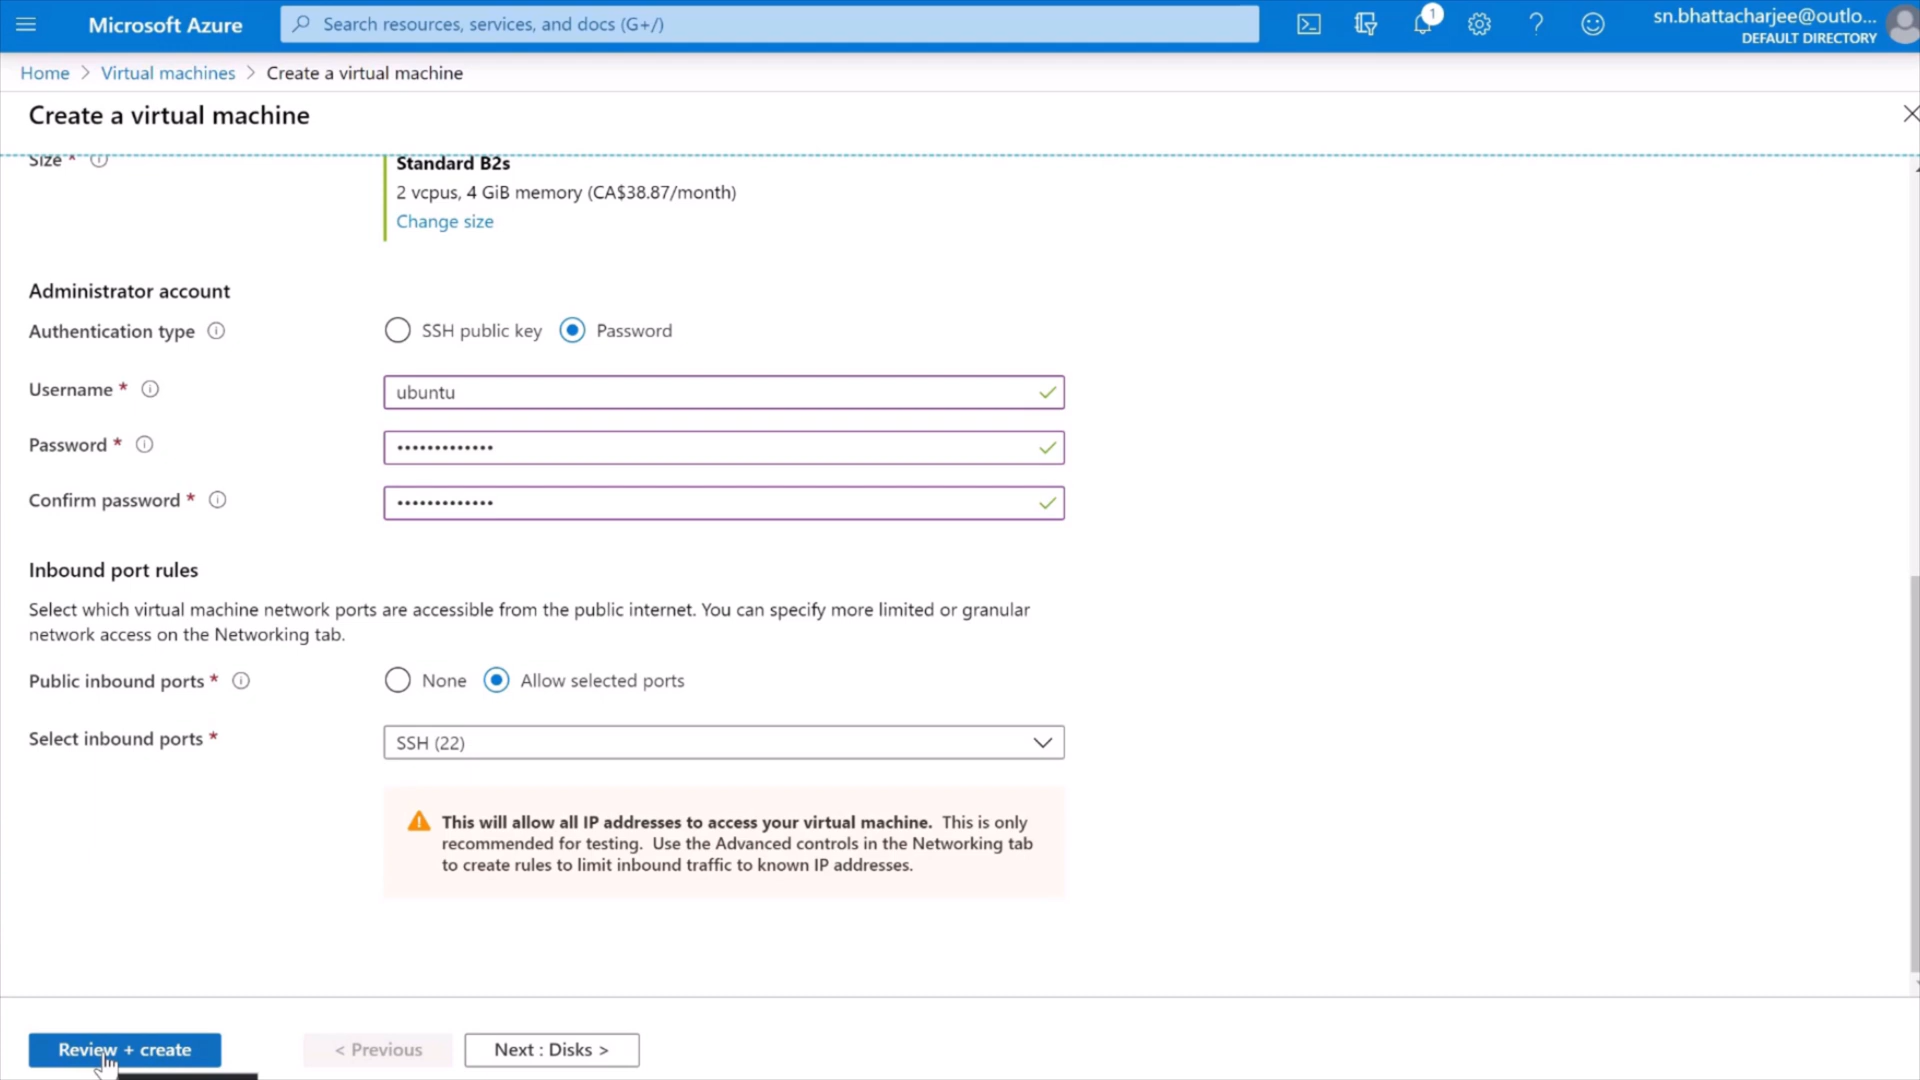 Microsoft Azure
Search resources, services, and docs (G+/)
1
sn.bhattacharjee@outlo...
DEFAULT DIRECTORY
Home > Virtual machines > Create a virtual machine
Create a virtual machine
Size *
Standard B2s
2 vcpus, 4 GiB memory (CA$38.87/month)
Change size
Administrator account
Authentication type
SSH public key
Password
Username *
ubuntu
Password *
•••••••••••••
Confirm password *
•••••••••••••
Inbound port rules
Select which virtual machine network ports are accessible from the public internet. You can specify more limited or granular
network access on the Networking tab.
Public inbound ports *
None
Allow selected ports
Select inbound ports *
SSH (22)
This will allow all IP addresses to access your virtual machine. This is only
recommended for testing. Use the Advanced controls in the Networking tab
to create rules to limit inbound traffic to known IP addresses.
Review + create
< Previous
Next : Disks >